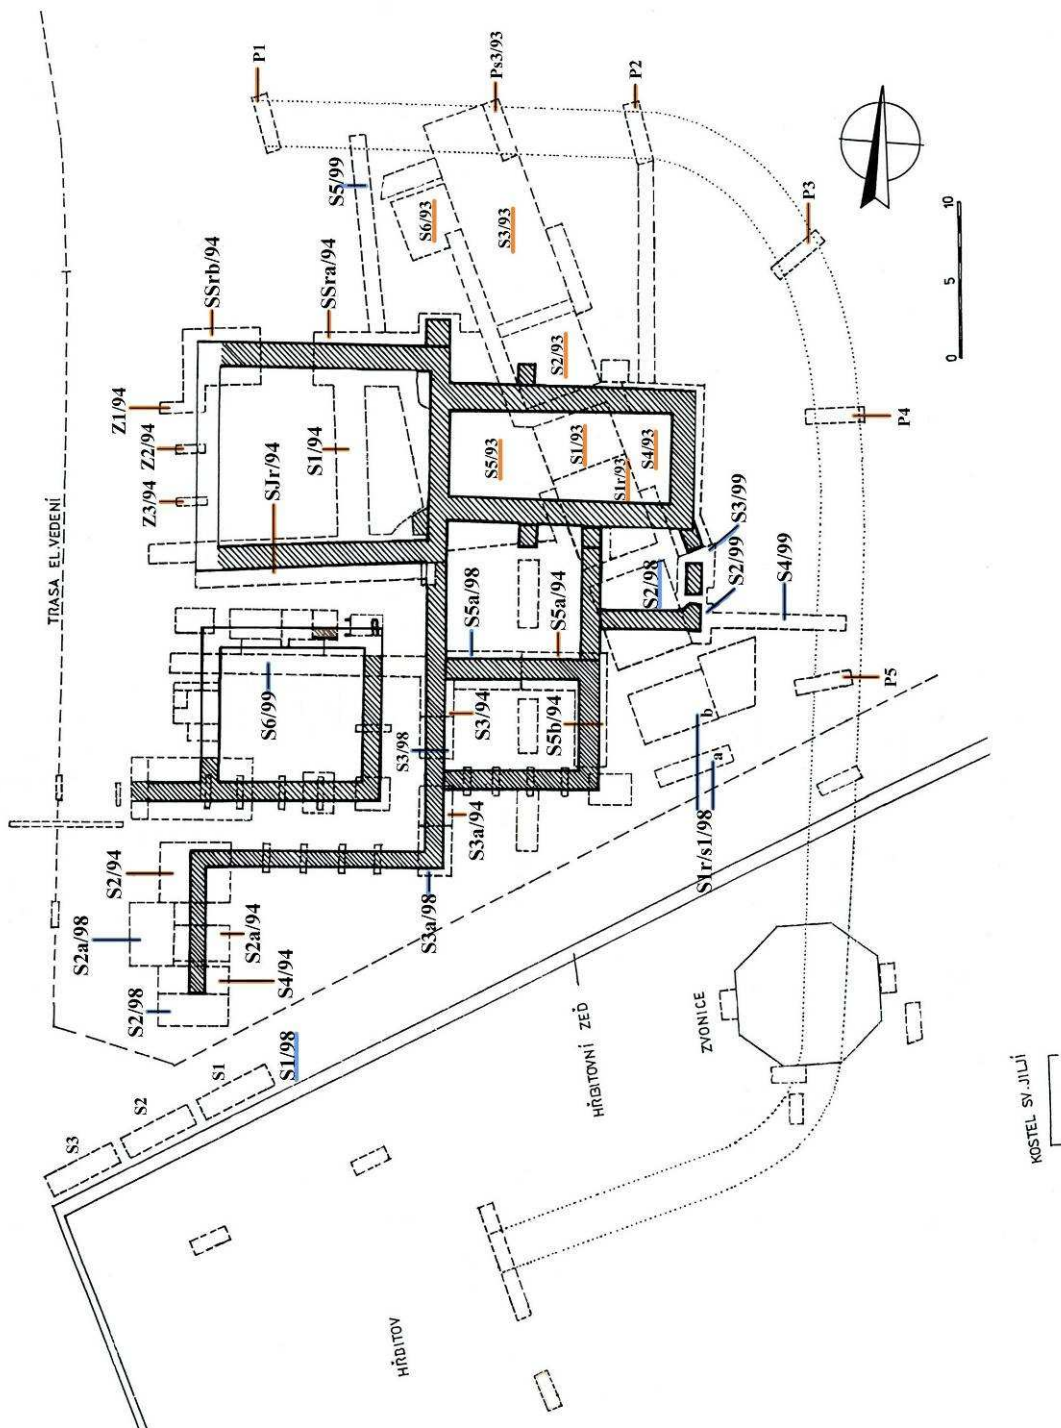 TRASA EL.VEDENÍ
P1
Ps3/93
P2
P3
P4
P5
S5/99
S6/93
S3/93
S2/93
SSrb/94
SSra/94
Z1/94
Z2/94
Z3/94
SJr/94
S1/94
S5/93
S1/93
S1r/93
S4/93
S3/99
S2/99
S4/99
S2/98
S5a/98
S5a/94
S6/99
S3/94
S5b/94
S3/98
S3a/94
S3a/98
b
a
S1r/s1/98
S2/94
S2a/98
S2a/94
S4/94
S2/98
S1/98
S1
S2
S3
HŘBITOVNÍ ZEĎ
ZVONICE
HŘBITOV
KOSTEL SV. JILJÍ
0 5 10